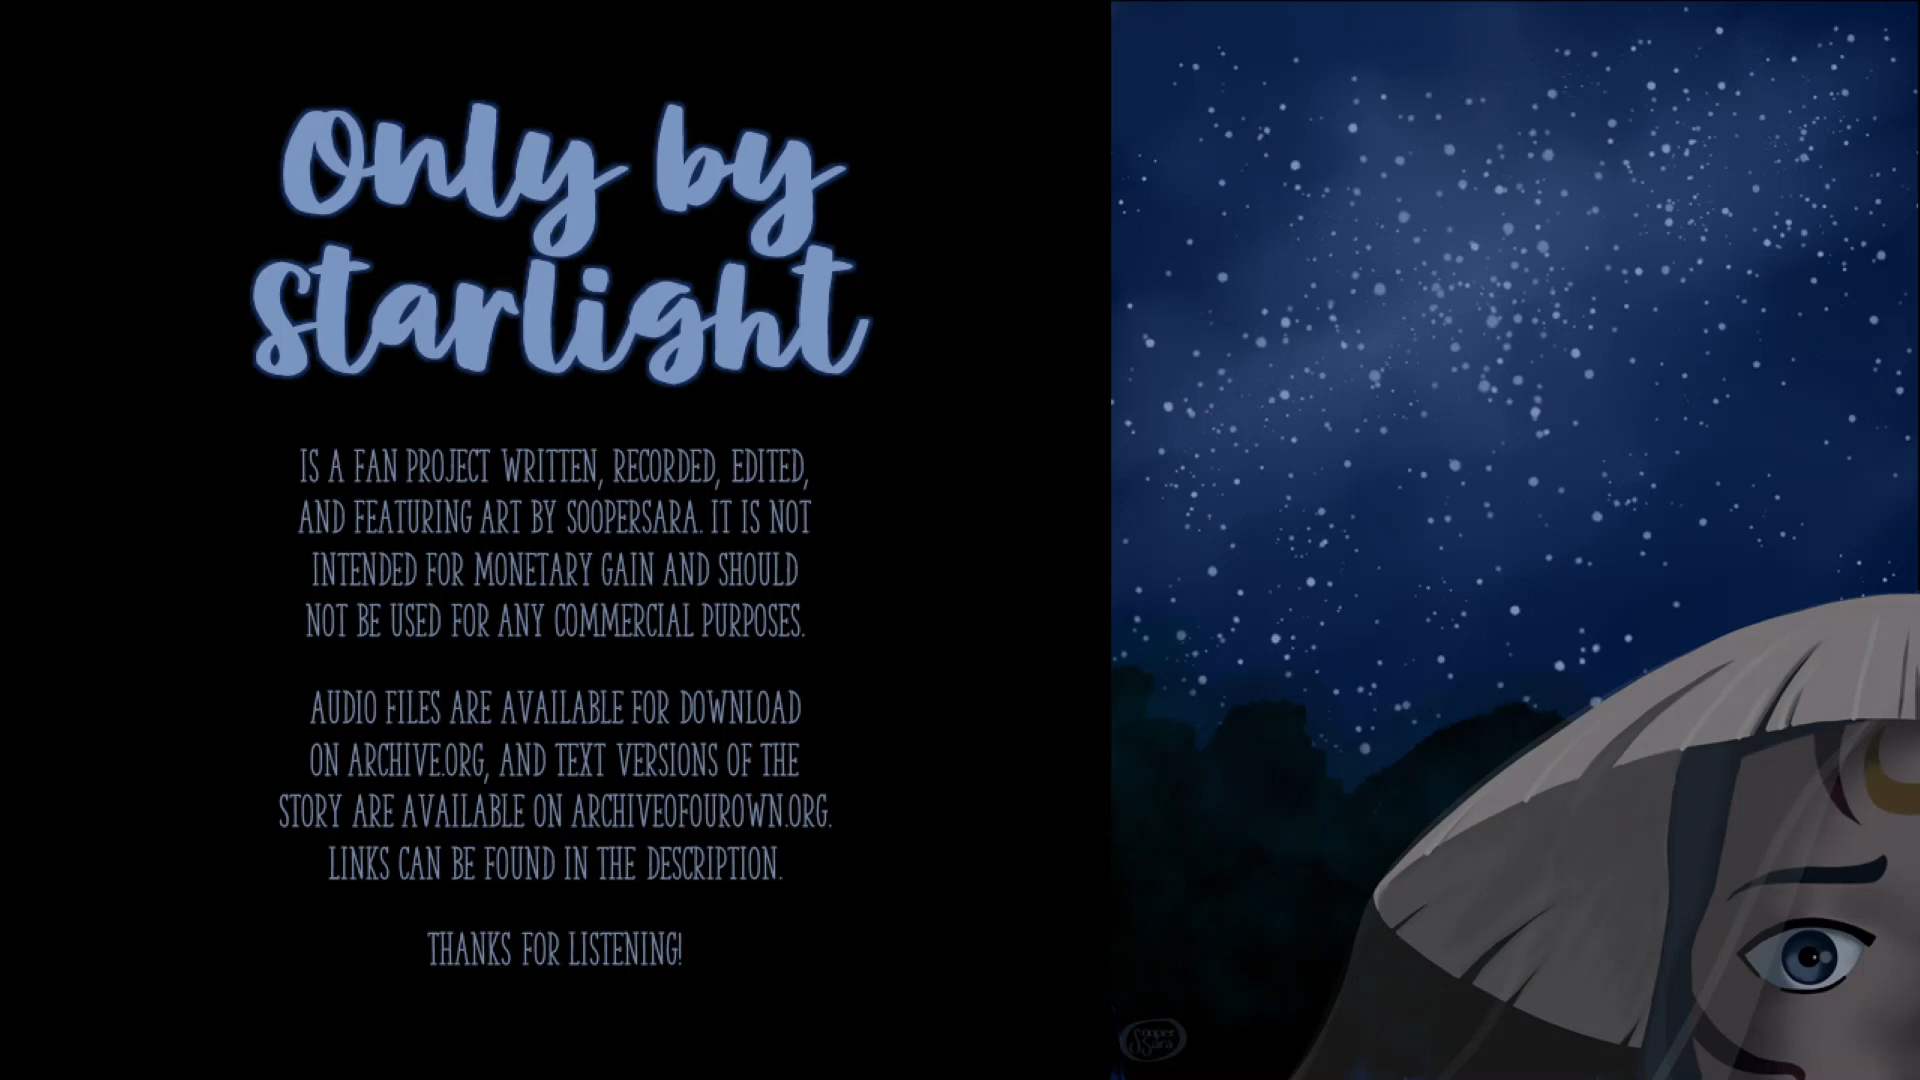 Only by
Starlight
IS A FAN PROJECT WRITTEN, RECORDED, EDITED,
AND FEATURING ART BY SOOPERSARA. IT IS NOT
INTENDED FOR MONETARY GAIN AND SHOULD
NOT BE USED FOR ANY COMMERCIAL PURPOSES.
AUDIO FILES ARE AVAILABLE FOR DOWNLOAD
ON ARCHIVE.ORG, AND TEXT VERSIONS OF THE
STORY ARE AVAILABLE ON ARCHIVEOFOUROWN.ORG.
LINKS CAN BE FOUND IN THE DESCRIPTION.
THANKS FOR LISTENING!
Sooper
Sara